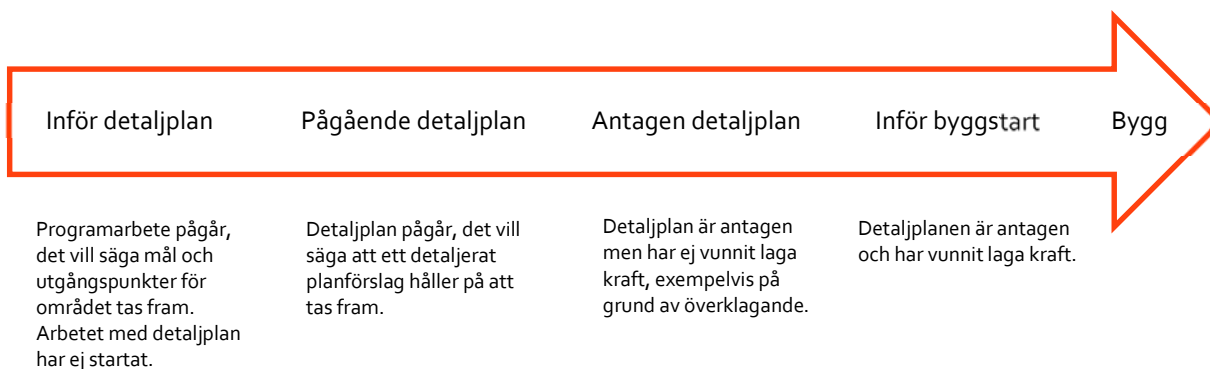 Inför detaljplan
Pågående detaljplan
Antagen detaljplan
Inför byggstart
Bygg
Programarbete pågår,
det vill säga mål och
utgångspunkter för
området tas fram.
Arbetet med detaljplan
har ej startat.
Detaljplan pågår, det vill
säga att ett detaljerat
planförslag håller på att
tas fram.
Detaljplan är antagen
men har ej vunnit laga
kraft, exempelvis på
grund av överklagande.
Detaljplanen är antagen
och har vunnit laga kraft.